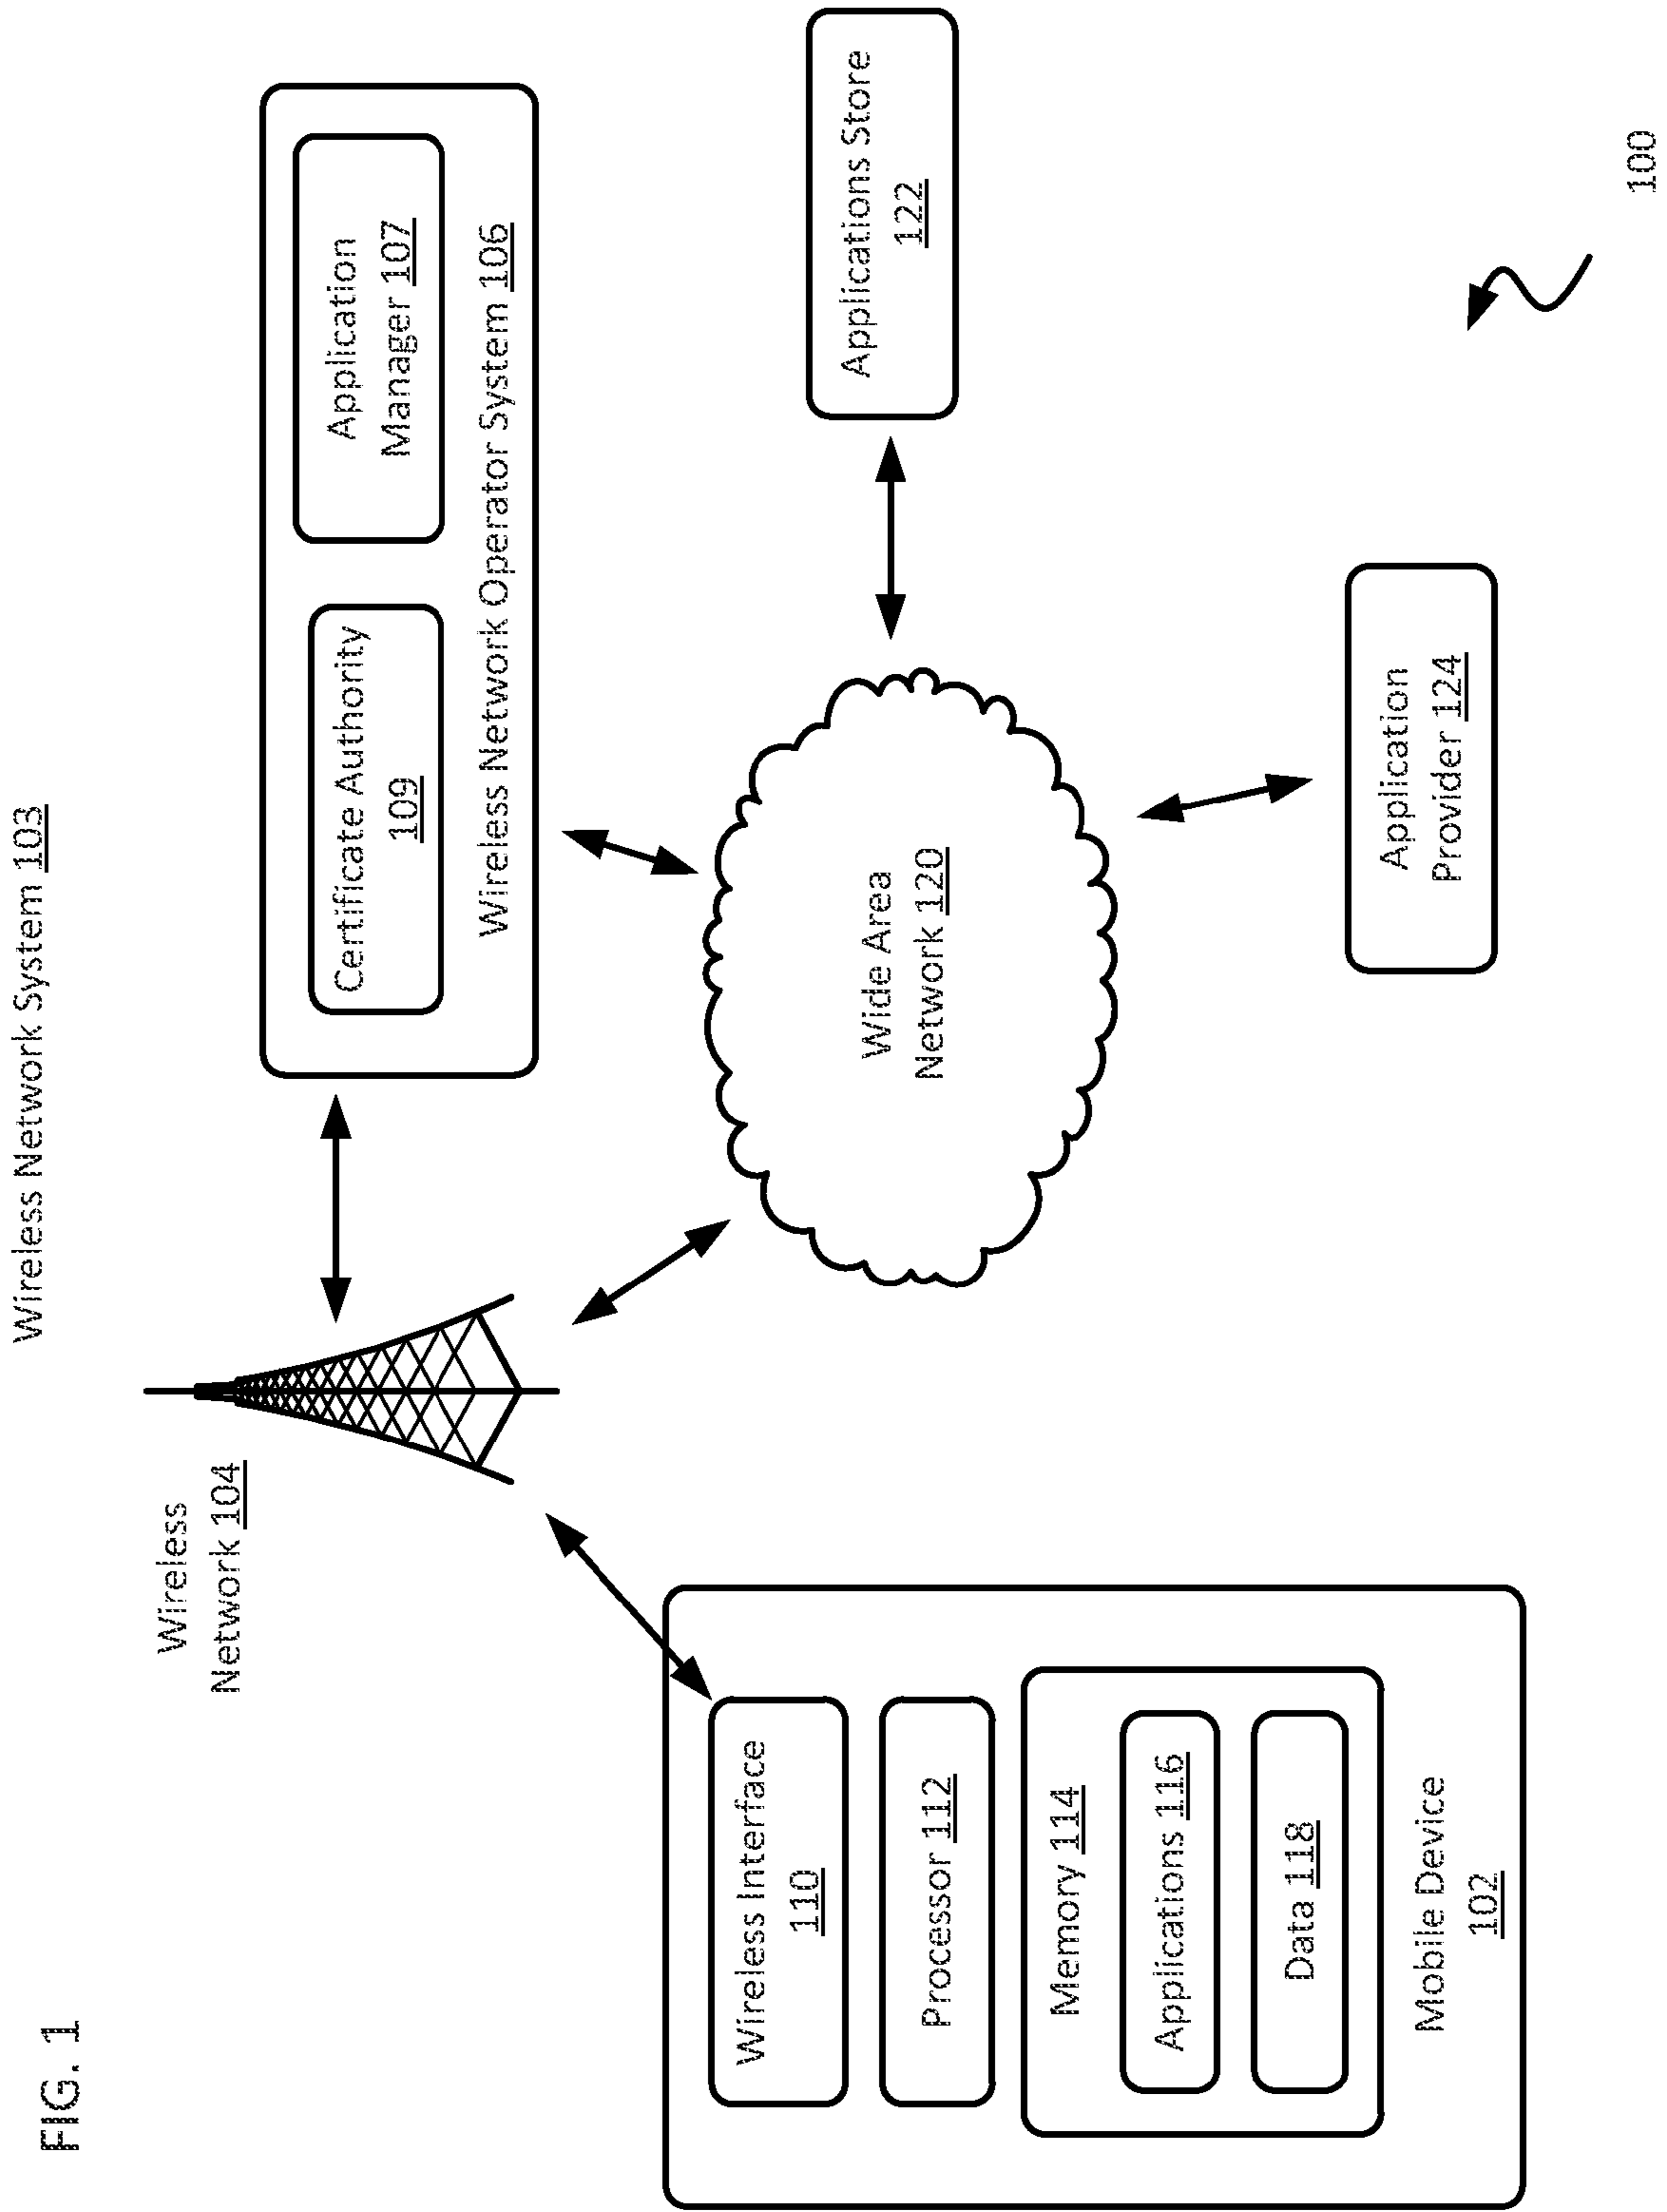 FIG. 1
Wireless Network System 103
Wireless
Network 104
Certificate Authority
109
Application
Manager 107
Wireless Network Operator System 106
Wireless Interface
110
Processor 112
Memory 114
Applications 116
Data 118
Mobile Device
102
Wide Area
Network 120
Applications Store
122
Application
Provider 124
100